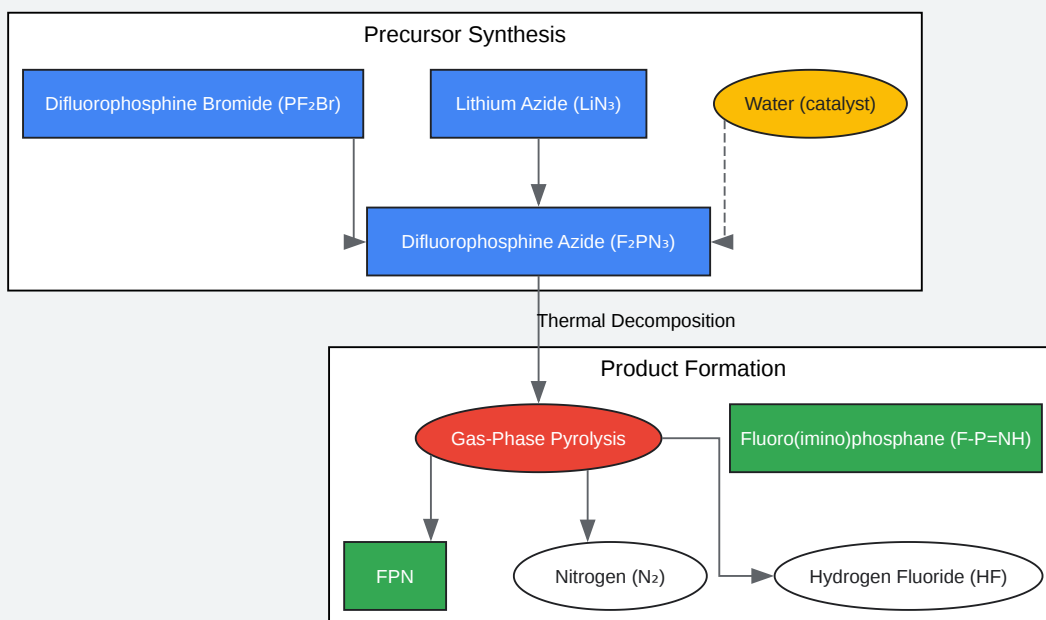 Precursor Synthesis
Difluorophosphine Bromide (PF₂Br)
Lithium Azide (LiN₃)
Water (catalyst)
Difluorophosphine Azide (F₂PN₃)
Thermal Decomposition
Product Formation
Gas-Phase Pyrolysis
Fluoro(imino)phosphane (F-P=NH)
FPN
Nitrogen (N₂)
Hydrogen Fluoride (HF)